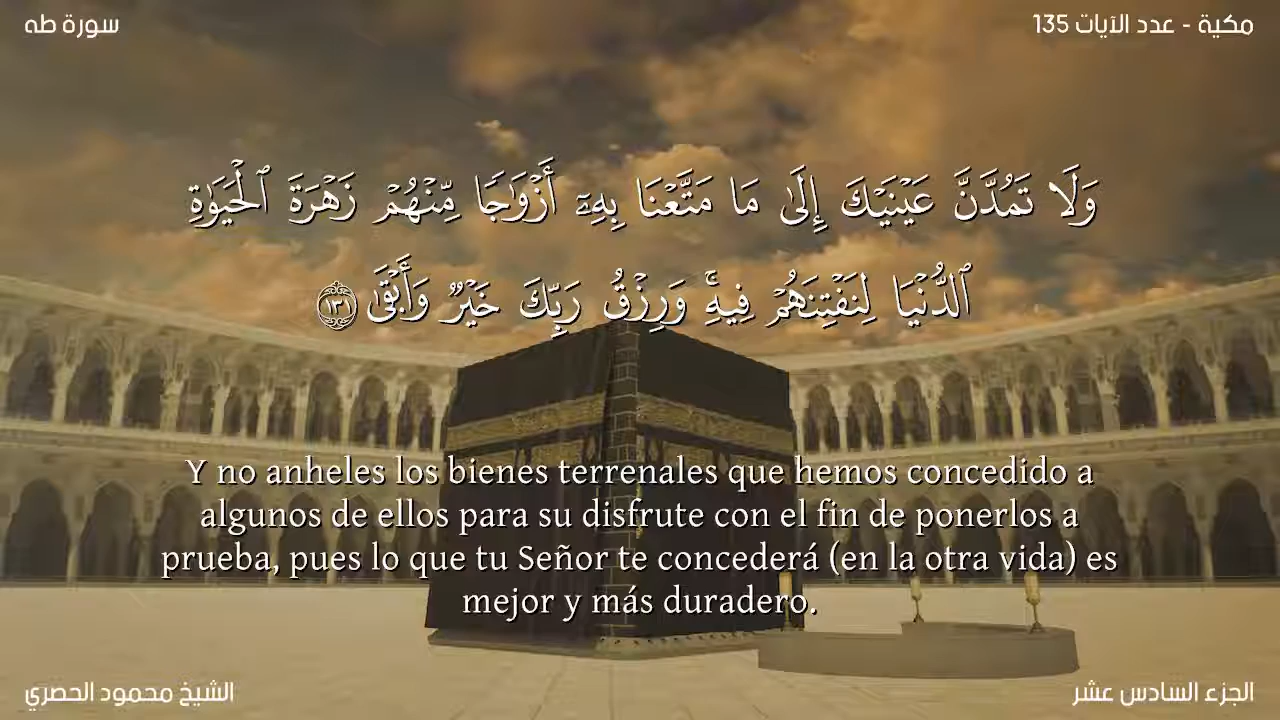 سورة طه
مكية - عدد الآيات 135
وَلَا تَمُدَّنَّ عَيْنَيْكَ إِلَىٰ مَا مَتَّعْنَا بِهِۦٓ أَزْوَٰجًا مِّنْهُمْ زَهْرَةَ ٱلْحَيَوٰةِ
ٱلدُّنْيَا لِنَفْتِنَهُمْ فِيهِ ۚ وَرِزْقُ رَبِّكَ خَيْرٌ وَأَبْقَىٰ ١٣١
Y no anheles los bienes terrenales que hemos concedido a
algunos de ellos para su disfrute con el fin de ponerlos a
prueba, pues lo que tu Señor te concederá (en la otra vida) es
mejor y más duradero.
الشيخ محمود الحصري
الجزء السادس عشر